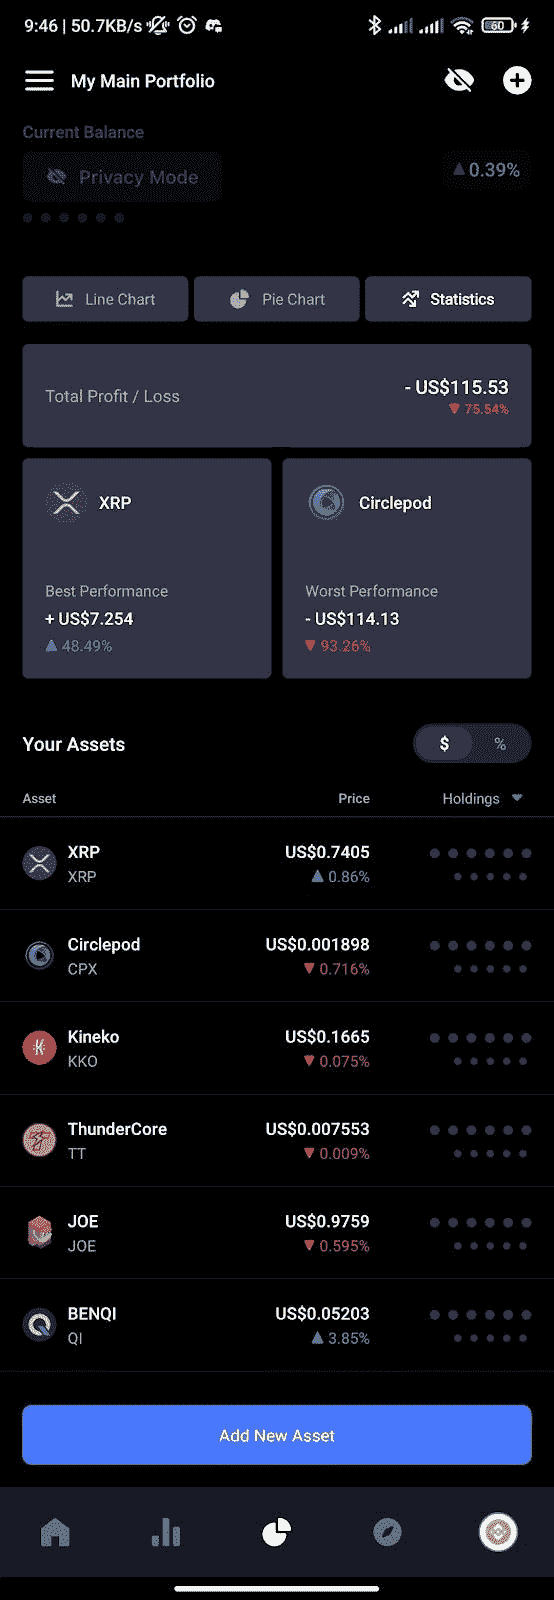 9:46 | 50.7KB/s
60
My Main Portfolio
Current Balance
Privacy Mode
▲0.39%
Line Chart
Pie Chart
Statistics
Total Profit / Loss
- US$115.53
▼ 75.54%
XRP
Best Performance
+ US$7.254
▲ 48.49%
Circlepod
Worst Performance
- US$114.13
▼ 93.26%
Your Assets
$ %
Asset Price Holdings
XRP US$0.7405
XRP ▲ 0.86%
Circlepod US$0.001898
CPX ▼ 0.716%
Kineko US$0.1665
KKO ▼ 0.075%
ThunderCore US$0.007553
TT ▼ 0.009%
JOE US$0.9759
JOE ▼ 0.595%
BENQI US$0.05203
QI ▲ 3.85%
Add New Asset